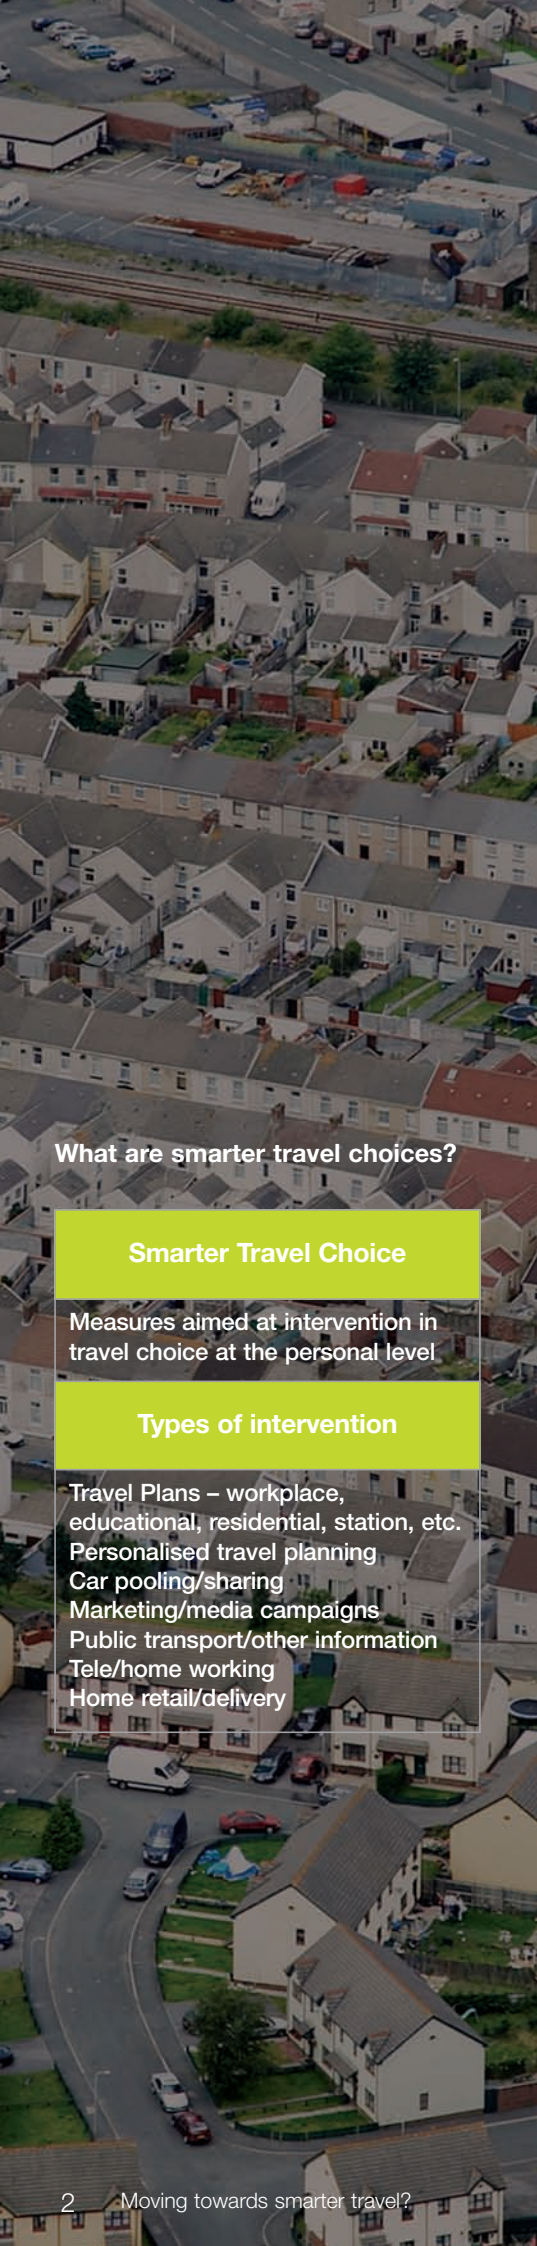 What are smarter travel choices?
Smarter Travel Choice
Measures aimed at intervention in
travel choice at the personal level
Types of intervention
Travel Plans – workplace,
educational, residential, station, etc.
Personalised travel planning
Car pooling/sharing
Marketing/media campaigns
Public transport/other information
Tele/home working
Home retail/delivery
2 Moving towards smarter travel?